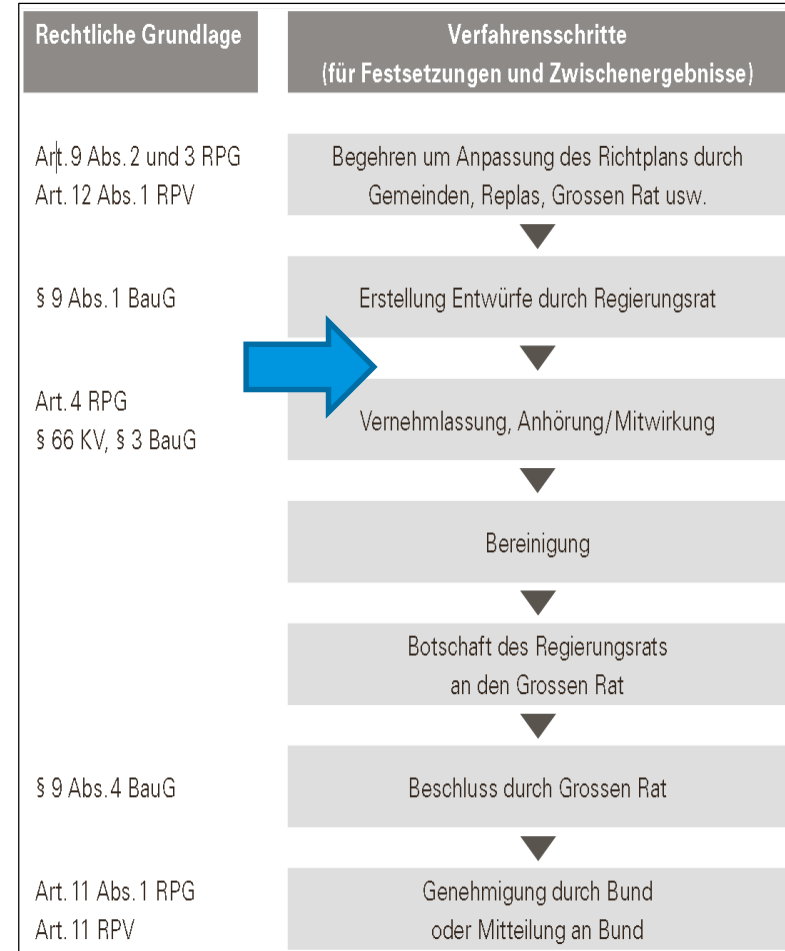 Rechtliche Grundlage
Verfahrensschritte
(für Festsetzungen und Zwischenergebnisse)
Art. 9 Abs. 2 und 3 RPG
Art. 12 Abs. 1 RPV
Begehren um Anpassung des Richtplans durch
Gemeinden, Replas, Grossen Rat usw.
§ 9 Abs. 1 BauG
Erstellung Entwürfe durch Regierungsrat
Art. 4 RPG
§ 66 KV, § 3 BauG
Vernehmlassung, Anhörung/Mitwirkung
Bereinigung
Botschaft des Regierungsrats
an den Grossen Rat
§ 9 Abs. 4 BauG
Beschluss durch Grossen Rat
Art. 11 Abs. 1 RPG
Art. 11 RPV
Genehmigung durch Bund
oder Mitteilung an Bund